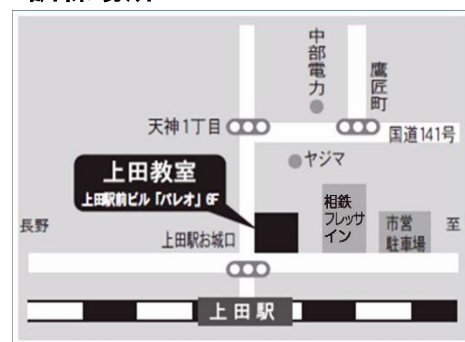 中部電力
鷹匠町
天神1丁目
国道141号
ヤジマ
上田教室
上田駅前ビル「パレオ」6F
相鉄
フレッサ
イン
市営
駐車場
至
長野
上田駅お城口
上田駅